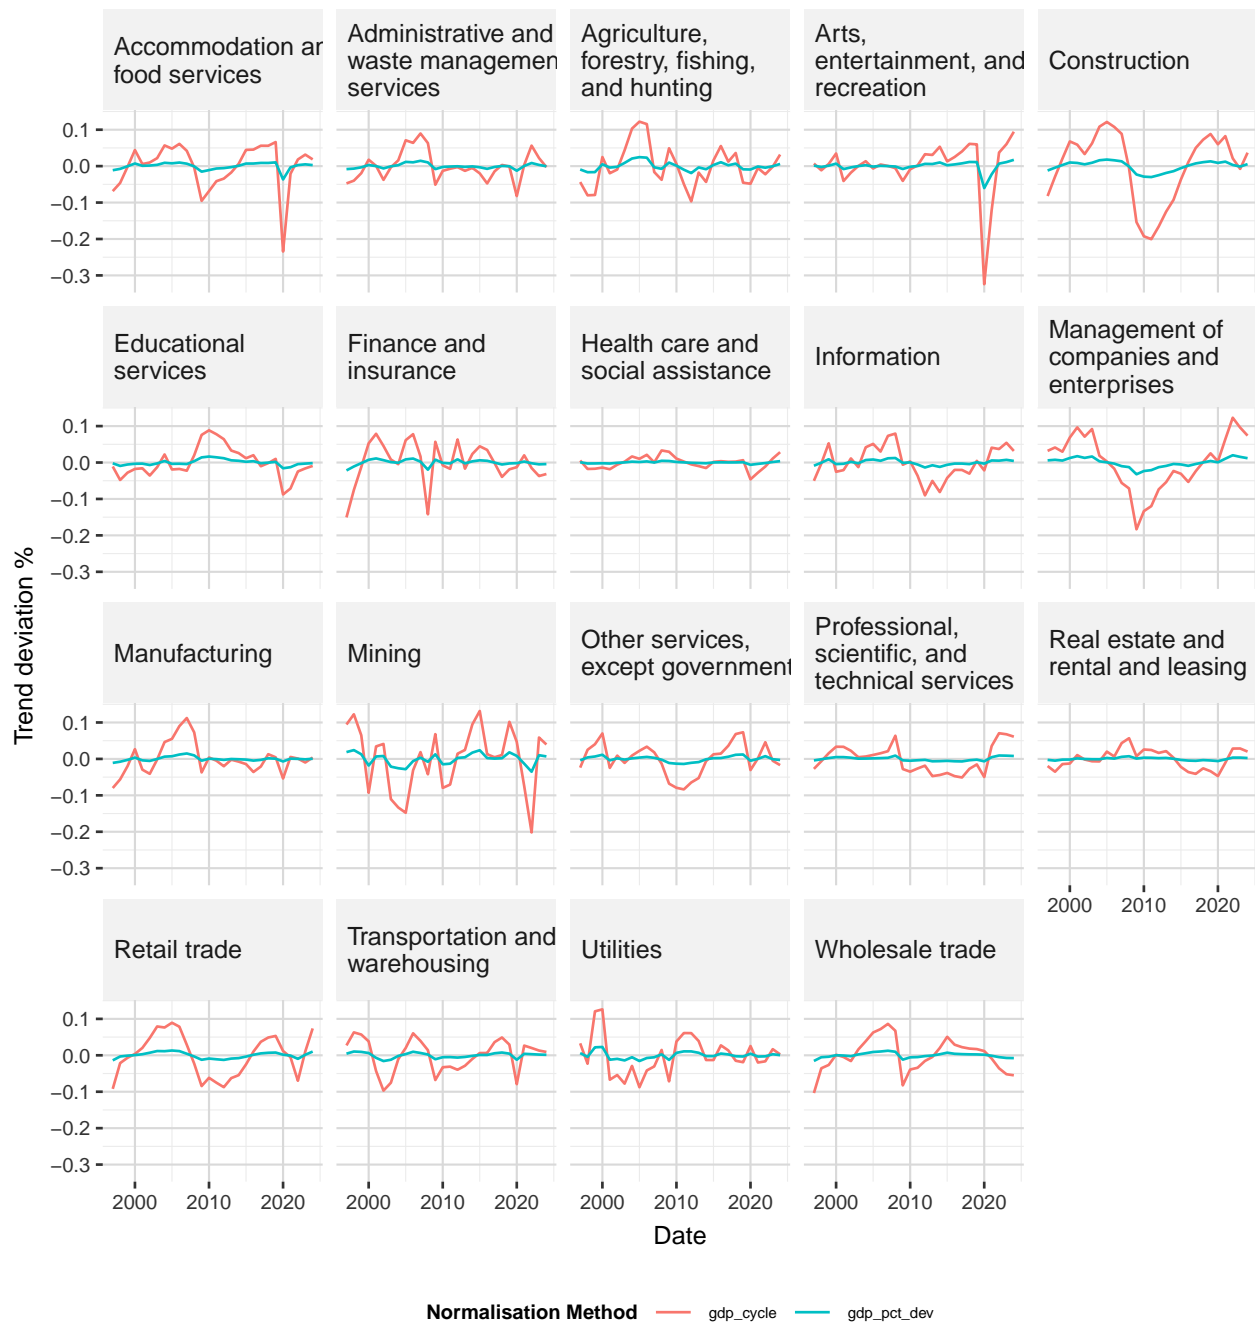 Accommodation ar
food services
Administrative and
waste managemen
services
Agriculture,
forestry, fishing,
and hunting
Arts,
entertainment, and
recreation
Construction
0.1
0.0
−0.1
−0.2
−0.3
Educational
services
Finance and
insurance
Health care and
social assistance
Information
Management of
companies and
enterprises
0.1
0.0
−0.1
−0.2
−0.3
Trend deviation %
Manufacturing
Mining
Other services,
except government
Professional,
scientific, and
technical services
Real estate and
rental and leasing
0.1
0.0
−0.1
−0.2
−0.3
2000 2010 2020
Retail trade
Transportation and
warehousing
Utilities
Wholesale trade
0.1
0.0
−0.1
−0.2
−0.3
2000 2010 2020 2000 2010 2020 2000 2010 2020 2000 2010 2020
Date
Normalisation Method gdp_cycle gdp_pct_dev